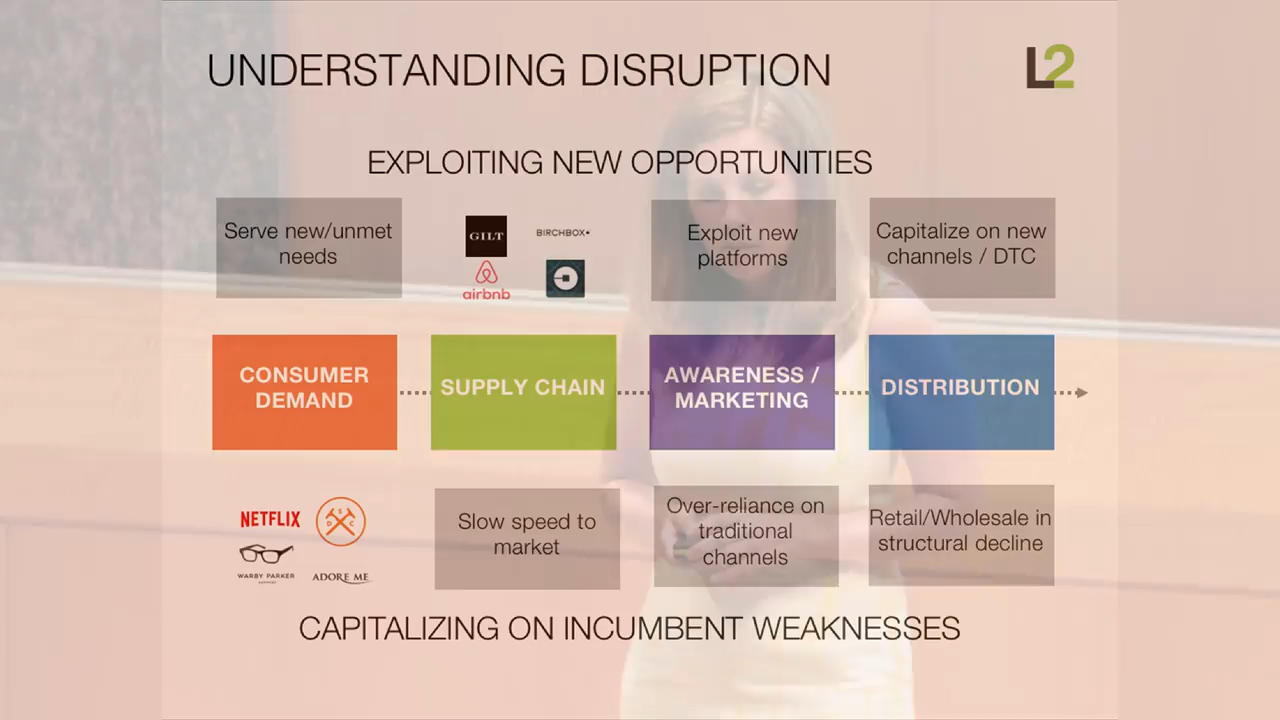 UNDERSTANDING DISRUPTION
L2
EXPLOITING NEW OPPORTUNITIES
Serve new/unmet
needs
GILT
BIRCHBOX
airbnb
Exploit new
platforms
Capitalize on new
channels / DTC
CONSUMER
DEMAND
SUPPLY CHAIN
AWARENESS /
MARKETING
DISTRIBUTION
NETFLIX
D S C
WARBY PARKER
ADORE ME
Slow speed to
market
Over-reliance on
traditional
channels
Retail/Wholesale in
structural decline
CAPITALIZING ON INCUMBENT WEAKNESSES